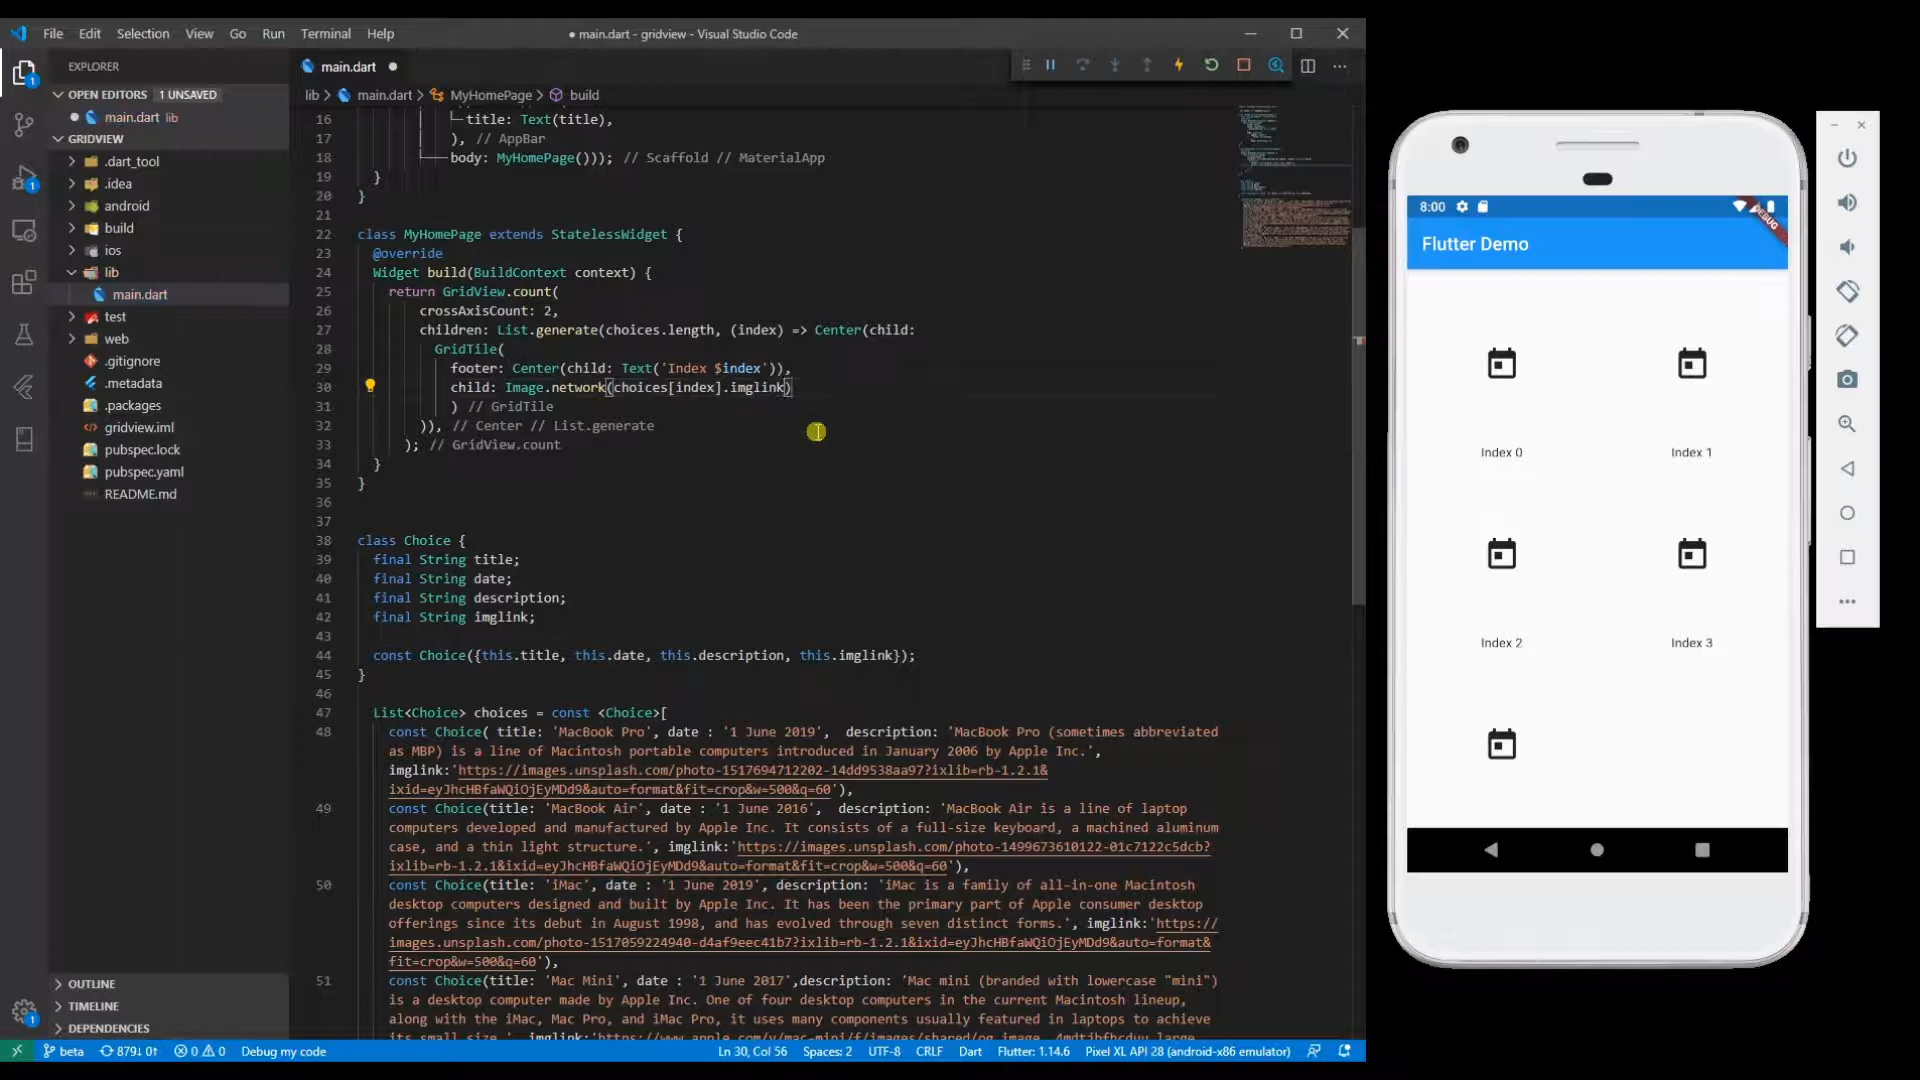 File Edit Selection View Go Run Terminal Help
● main.dart - gridview - Visual Studio Code
EXPLORER
OPEN EDITORS 1 UNSAVED
main.dart lib
GRIDVIEW
.dart_tool
.idea
android
build
ios
lib
main.dart
test
web
.gitignore
.metadata
.packages
gridview.iml
pubspec.lock
pubspec.yaml
README.md
OUTLINE
TIMELINE
DEPENDENCIES
main.dart
lib > main.dart > MyHomePage > build
16 title: Text(title),
17 ), // AppBar
18 body: MyHomePage())); // Scaffold // MaterialApp
19 }
20 }
21
22 class MyHomePage extends StatelessWidget {
23 @override
24 Widget build(BuildContext context) {
25 return GridView.count(
26 crossAxisCount: 2,
27 children: List.generate(choices.length, (index) => Center(child:
28 GridTile(
29 footer: Center(child: Text('Index $index')),
30 child: Image.network(choices[index].imglink)
31 ) // GridTile
32 )), // Center // List.generate
33 ); // GridView.count
34 }
35 }
36
37
38 class Choice {
39 final String title;
40 final String date;
41 final String description;
42 final String imglink;
43
44 const Choice({this.title, this.date, this.description, this.imglink});
45 }
46
47 List<Choice> choices = const <Choice>[
48 const Choice( title: 'MacBook Pro', date : '1 June 2019', description: 'MacBook Pro (sometimes abbreviated
as MBP) is a line of Macintosh portable computers introduced in January 2006 by Apple Inc.',
imglink:'https://images.unsplash.com/photo-1517694712202-14dd9538aa97?ixlib=rb-1.2.1&
ixid=eyJhcHBfaWQiOjEyMDd9&auto=format&fit=crop&w=500&q=60'),
49 const Choice(title: 'MacBook Air', date : '1 June 2016', description: 'MacBook Air is a line of laptop
computers developed and manufactured by Apple Inc. It consists of a full-size keyboard, a machined aluminum
case, and a thin light structure.', imglink:'https://images.unsplash.com/photo-1499673610122-01c7122c5dcb?
ixlib=rb-1.2.1&ixid=eyJhcHBfaWQiOjEyMDd9&auto=format&fit=crop&w=500&q=60'),
50 const Choice(title: 'iMac', date : '1 June 2019', description: 'iMac is a family of all-in-one Macintosh
desktop computers designed and built by Apple Inc. It has been the primary part of Apple consumer desktop
offerings since its debut in August 1998, and has evolved through seven distinct forms.', imglink:'https://
images.unsplash.com/photo-1517059224940-d4af9eec41b7?ixlib=rb-1.2.1&ixid=eyJhcHBfaWQiOjEyMDd9&auto=format&
fit=crop&w=500&q=60'),
51 const Choice(title: 'Mac Mini', date : '1 June 2017',description: 'Mac mini (branded with lowercase "mini")
is a desktop computer made by Apple Inc. One of four desktop computers in the current Macintosh lineup,
along with the iMac, Mac Pro, and iMac Pro, it uses many components usually featured in laptops to achieve
its small size.', imglink:'https://www.apple.com/v/mac-mini/f/images/shared/og_image
beta 879↓ 0↑ 0 0 Debug my code
Ln 30, Col 56 Spaces: 2 UTF-8 CRLF Dart Flutter: 1.14.6 Pixel XL API 28 (android-x86 emulator)
8:00
DEBUG
Flutter Demo
Index 0 Index 1
Index 2 Index 3